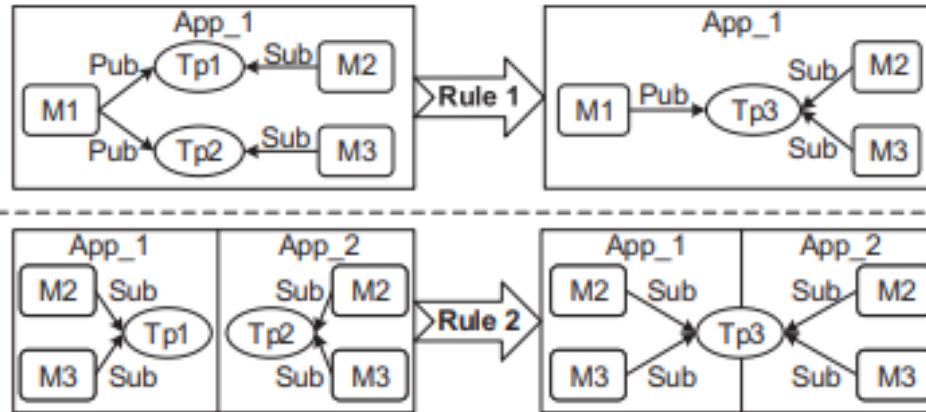 App_1
Pub Tp1 Sub M2
M1
Pub Tp2 Sub M3
Rule 1
App_1
M1 Pub Tp3 Sub M2
Sub M3
App_1 App_2
M2 Sub Tp1 Sub M3
Sub M2 Tp2 Sub M3
Rule 2
App_1 App_2
M2 Sub Sub M2
Tp3
M3 Sub Sub M3